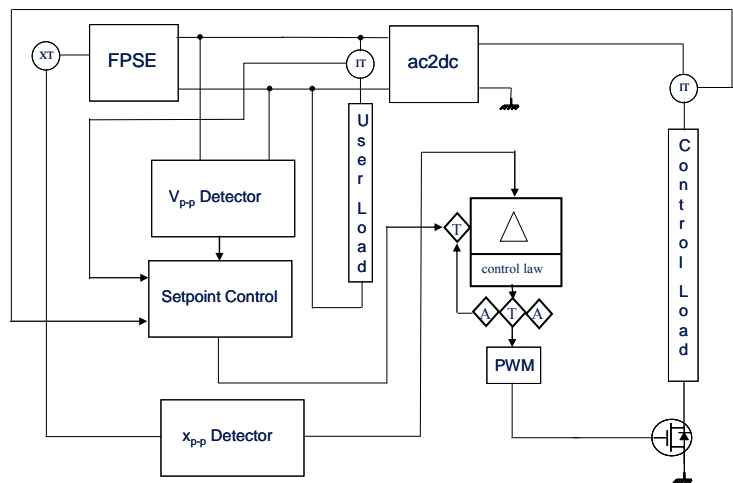 XT
FPSE
IT
ac2dc
IT
User Load
Control Load
Vp-p Detector
T
△
control law
Setpoint Control
A
T
A
PWM
xp-p Detector